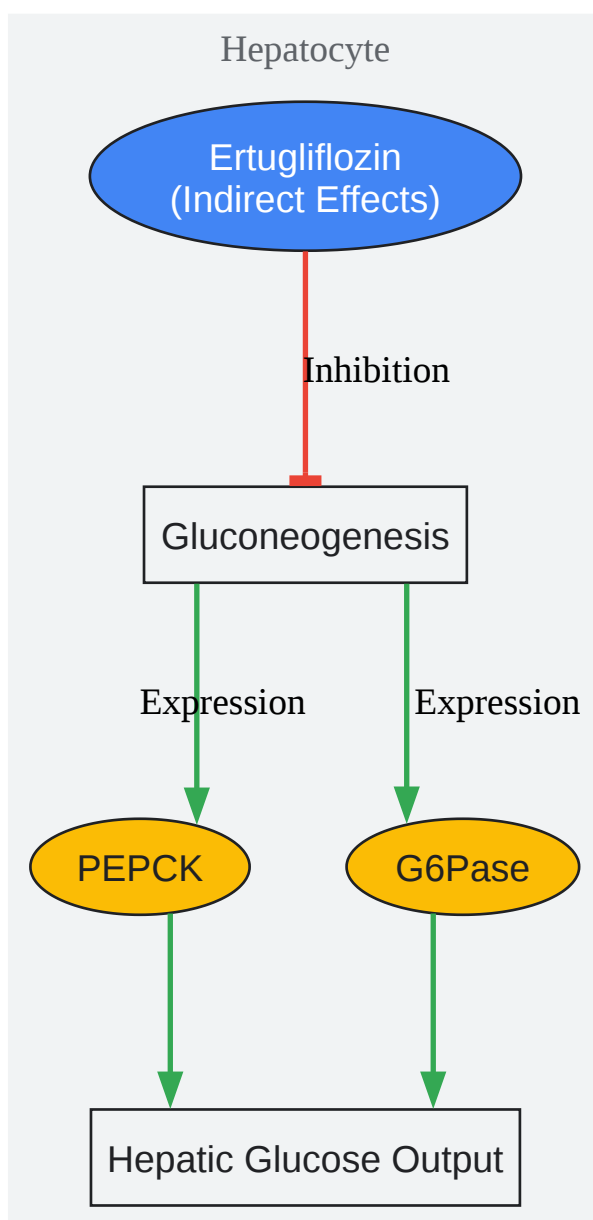 Hepatocyte
Ertugliflozin
(Indirect Effects)
Inhibition
Gluconeogenesis
Expression
Expression
PEPCK
G6Pase
Hepatic Glucose Output